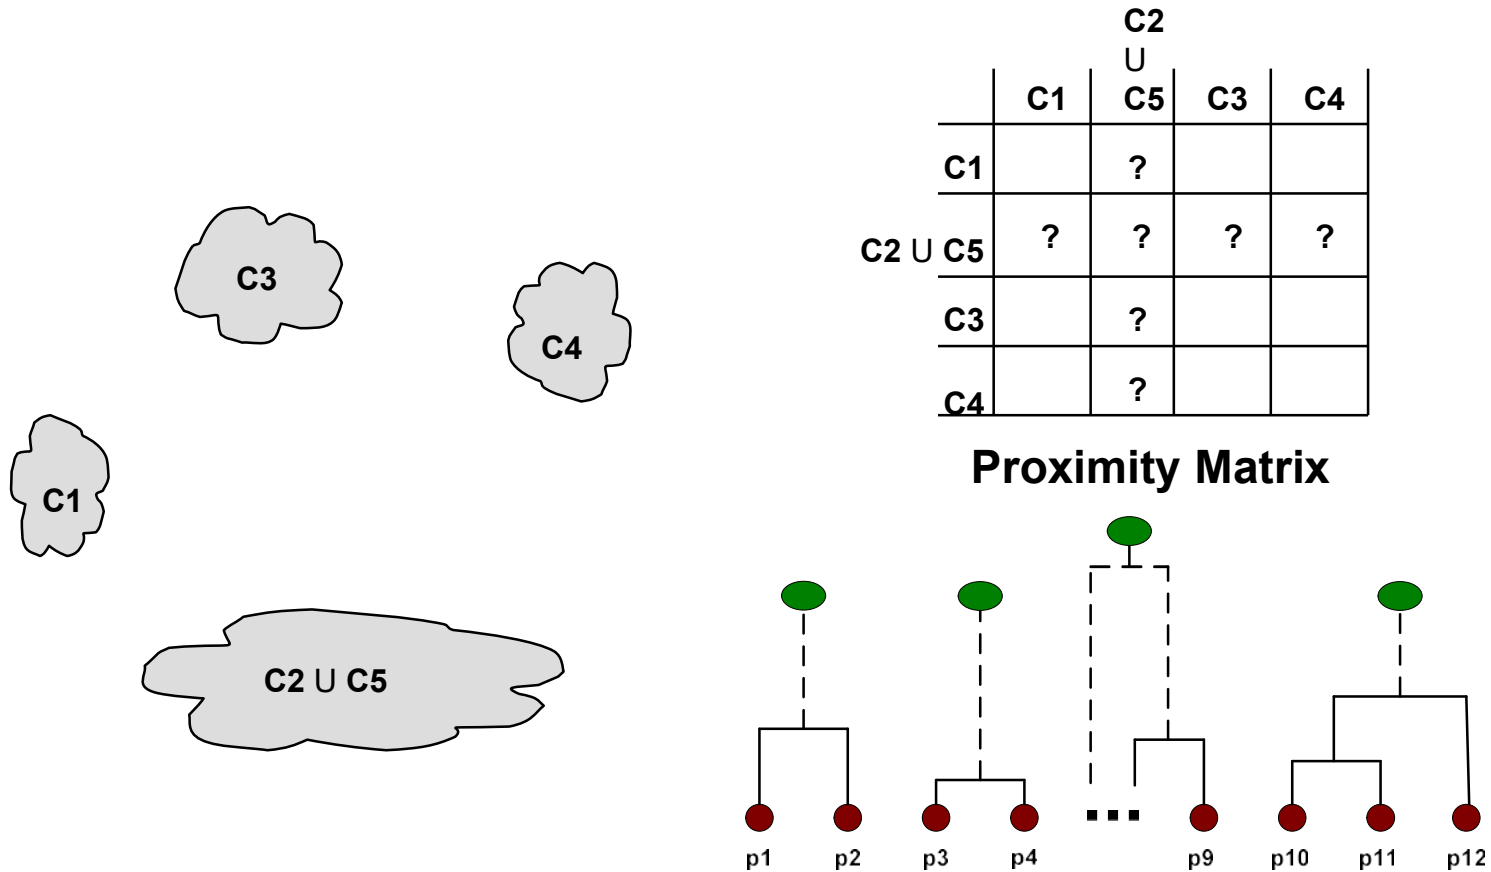 C2
U
C1 C5 C3 C4
C1 ?
C2 U C5 ? ? ? ?
C3 ?
C4 ?
Proximity Matrix
C3
C4
C1
C2 U C5
...
p1 p2 p3 p4 p9 p10 p11 p12